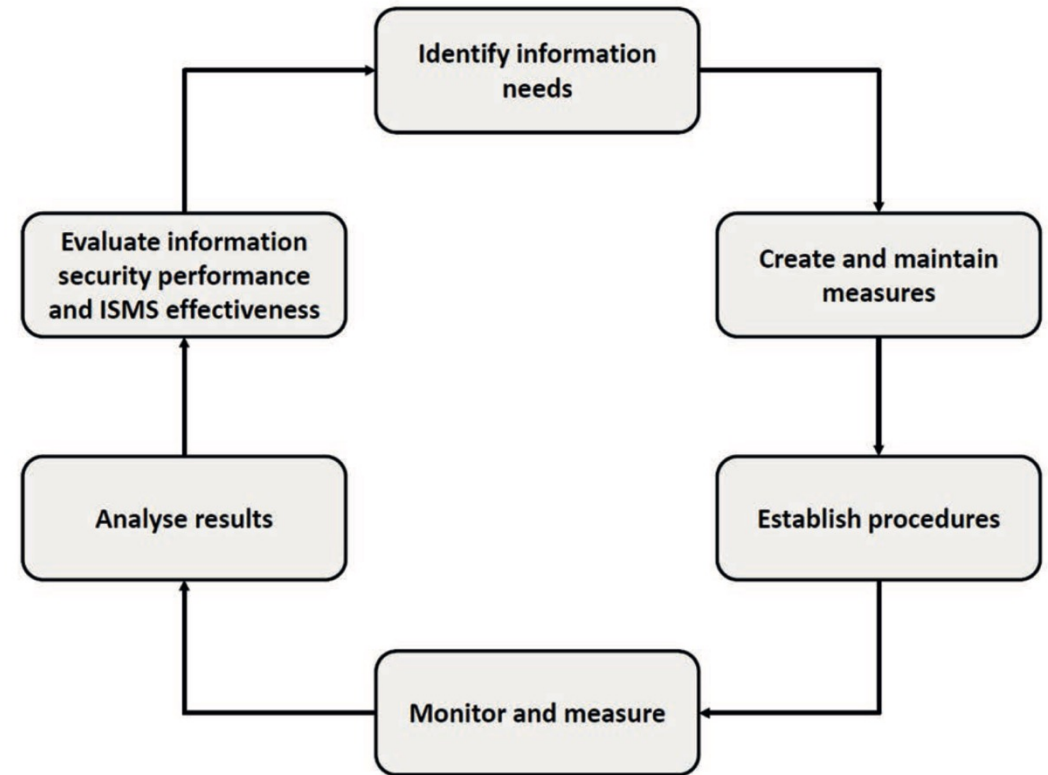 Identify information
needs
Create and maintain
measures
Establish procedures
Monitor and measure
Analyse results
Evaluate information
security performance
and ISMS effectiveness